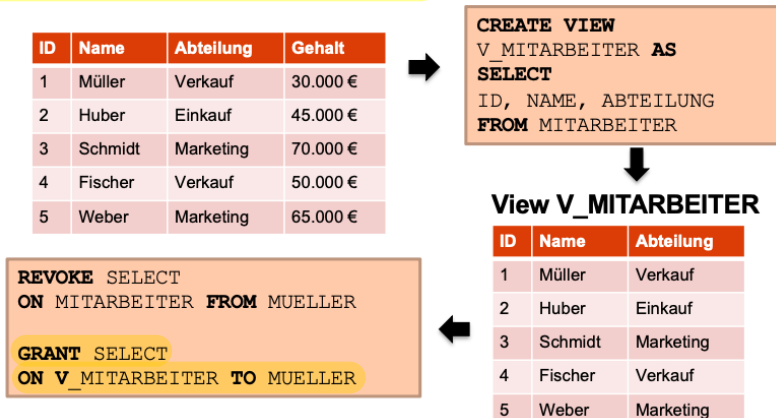 ID Name Abteilung Gehalt
1 Müller Verkauf 30.000 €
2 Huber Einkauf 45.000 €
3 Schmidt Marketing 70.000 €
4 Fischer Verkauf 50.000 €
5 Weber Marketing 65.000 €
CREATE VIEW
V_MITARBEITER AS
SELECT
ID, NAME, ABTEILUNG
FROM MITARBEITER
View V_MITARBEITER
ID Name Abteilung
1 Müller Verkauf
2 Huber Einkauf
3 Schmidt Marketing
4 Fischer Verkauf
5 Weber Marketing
REVOKE SELECT
ON MITARBEITER FROM MUELLER
GRANT SELECT
ON V_MITARBEITER TO MUELLER